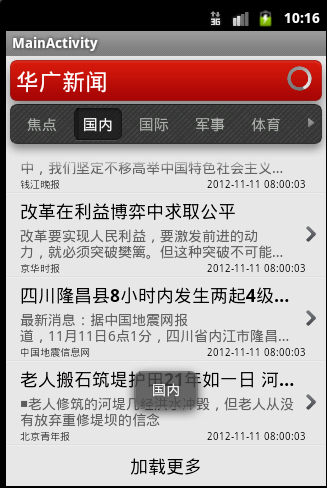 3G 10:16
MainActivity
华广新闻
焦点 国内 国际 军事 体育
中，我们坚定不移高举中国特色社会主义...
钱江晚报 2012-11-11 08:00:03
改革在利益博弈中求取公平
改革要实现人民利益，要激发前进的动
力，就必须突破樊篱。但这种突破不可能...
京华时报 2012-11-11 08:00:03
四川隆昌县8小时内发生两起4级...
最新消息：据中国地震网报
道，11月11日6点1分，四川省内江市隆昌...
中国地震信息网 2012-11-11 08:00:03
老人搬石筑堤护田21年如一日 河...
国内
■老人修筑的河堤几经洪水冲毁，但老人从没
有放弃重修堤坝的信念
北京青年报 2012-11-11 08:00:03
加载更多